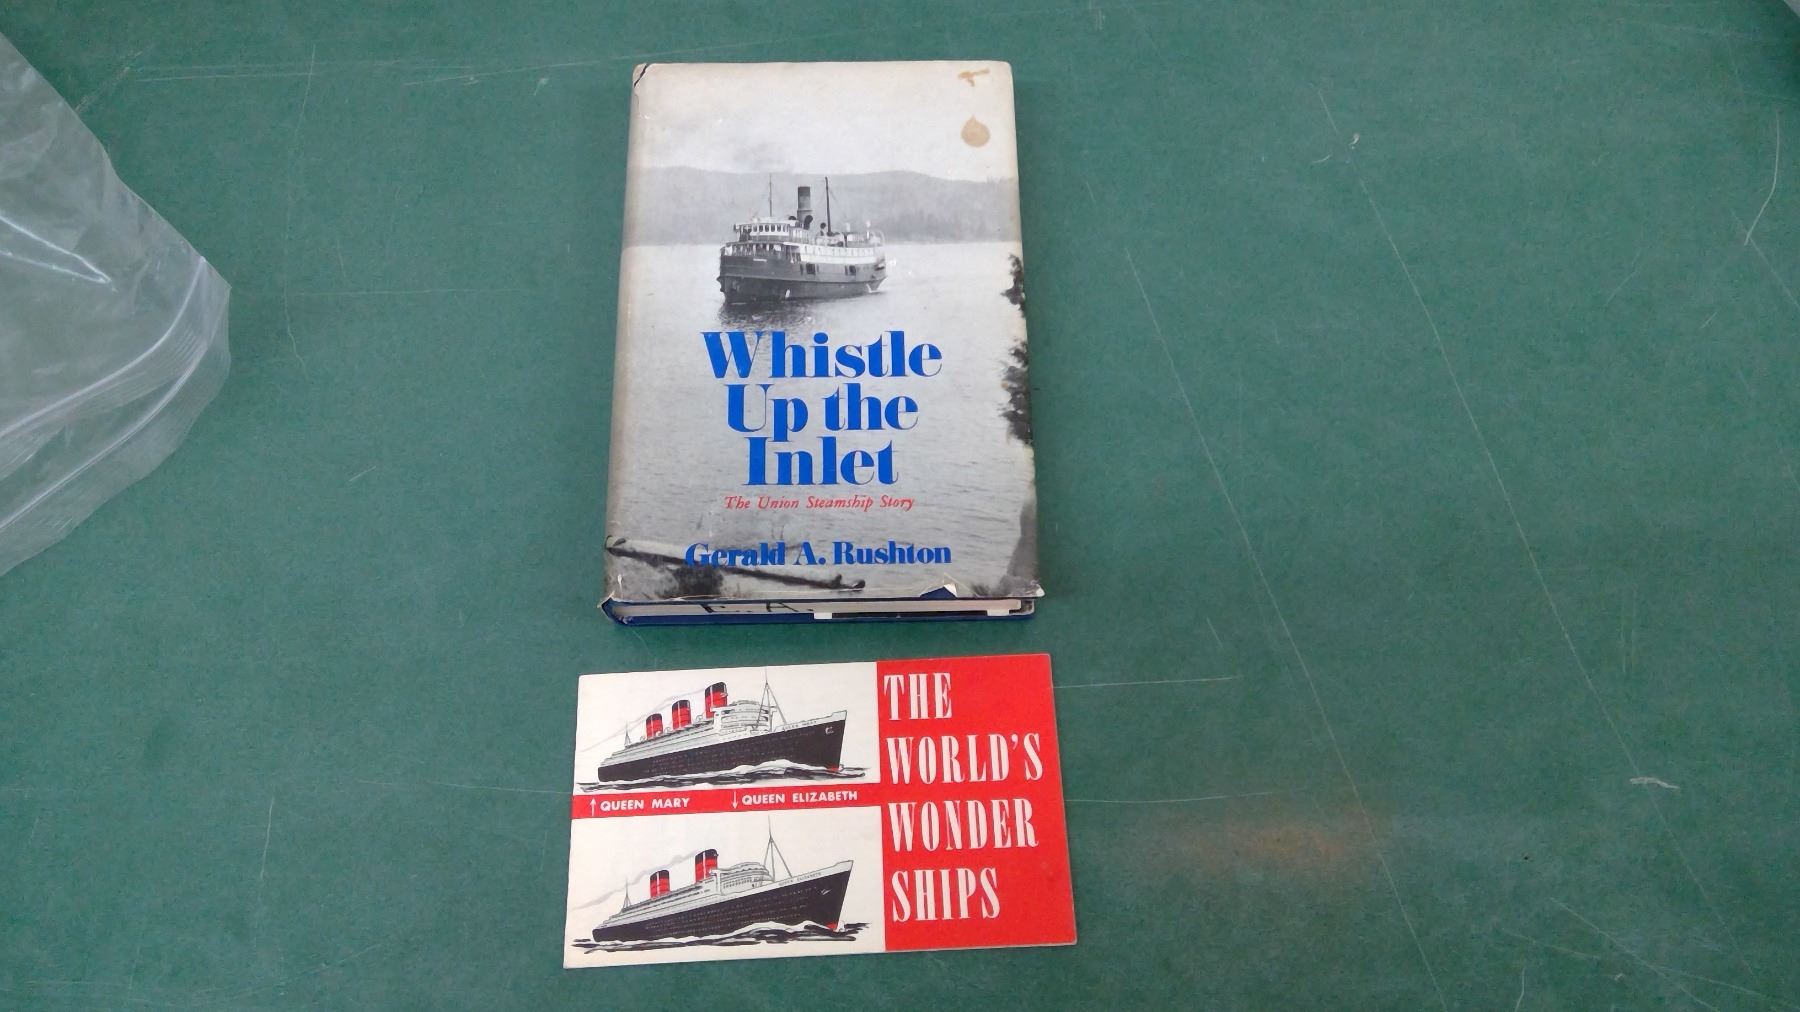 Whistle
Up the
Inlet
The Union Steamship Story
Gerald A. Rushton
THE
WORLD'S
WONDER
SHIPS
↑ QUEEN MARY ↓ QUEEN ELIZABETH